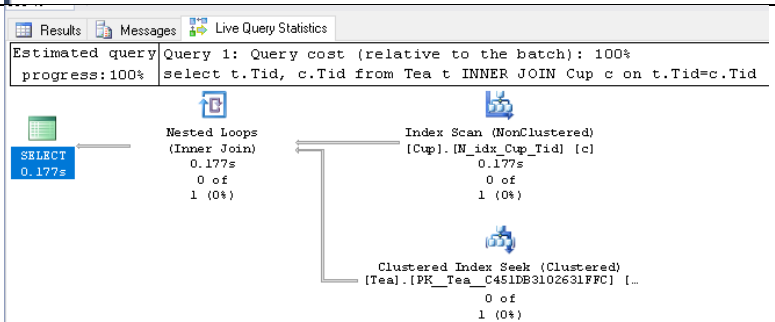 Results Messages Live Query Statistics
Estimated query Query 1: Query cost (relative to the batch): 100%
progress:100% select t.Tid, c.Tid from Tea t INNER JOIN Cup c on t.Tid=c.Tid
SELECT
0.177s
Nested Loops
(Inner Join)
0.177s
0 of
1 (0%)
Index Scan (NonClustered)
[Cup].[N_idx_Cup_Tid] [c]
0.177s
0 of
1 (0%)
Clustered Index Seek (Clustered)
[Tea].[PK__Tea__C451DB3102631FFC] […
0 of
1 (0%)